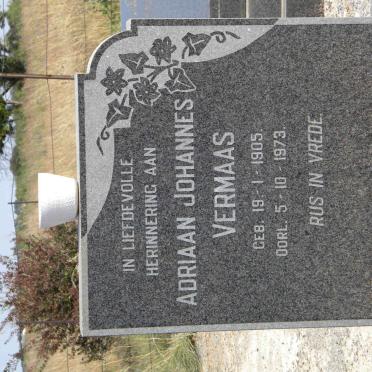 IN LIEFDEVOLLE
HERINNERING AAN
ADRIAAN JOHANNES
VERMAAS
GEB. 19·1·1905.
OORL. 5·10·1973.
RUS IN VREDE.